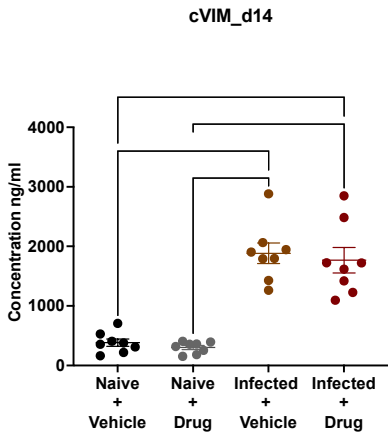 cVIM_d14
Concentration ng/ml
4000
3000
2000
1000
0
Naive Naive Infected Infected
+ + + +
Vehicle Drug Vehicle Drug